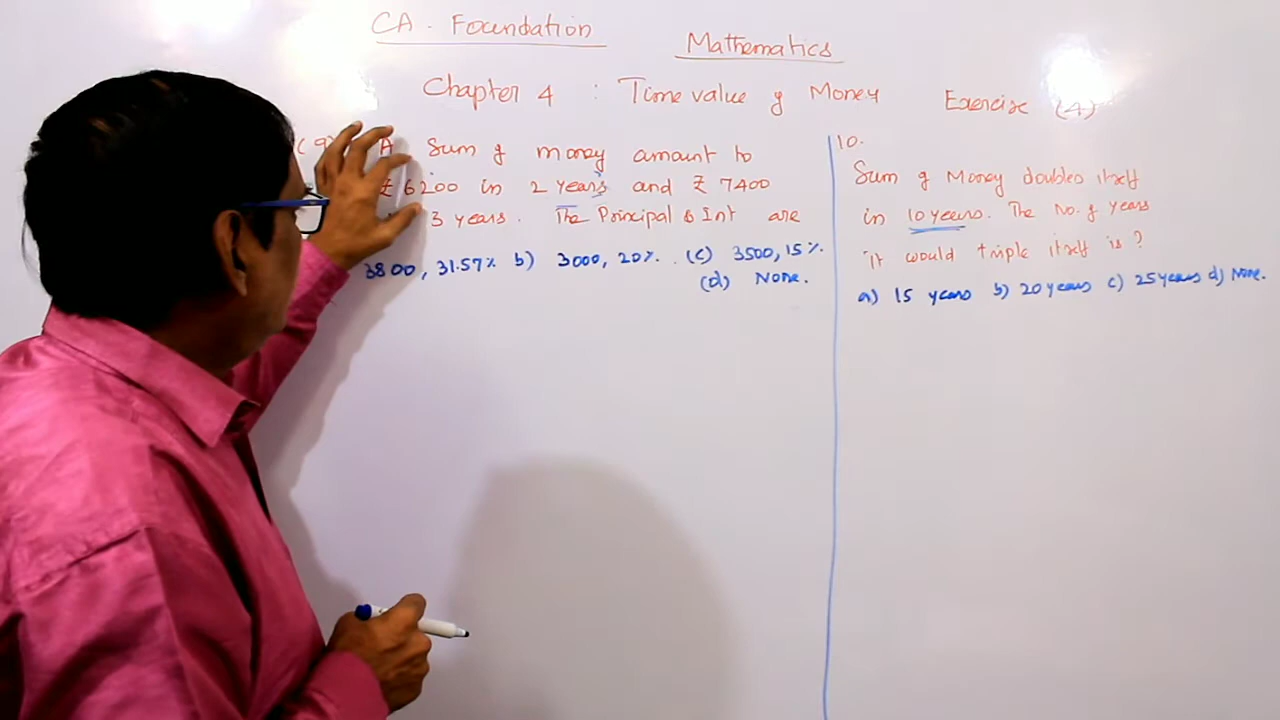 CA. Foundation Mathematics
Chapter 4 : Time value of Money Exercise (4)
(9) A Sum of money amount to
₹ 6200 in 2 years and ₹ 7400
3 years. The Principal & Int are
3800, 31.57% b) 3000, 20%. (c) 3500, 15%.
(d) None.
10.
Sum of Money doubles itself
in 10 years. The No. of years
it would triple itself is ?
a) 15 years b) 20 years c) 25 years d) None.